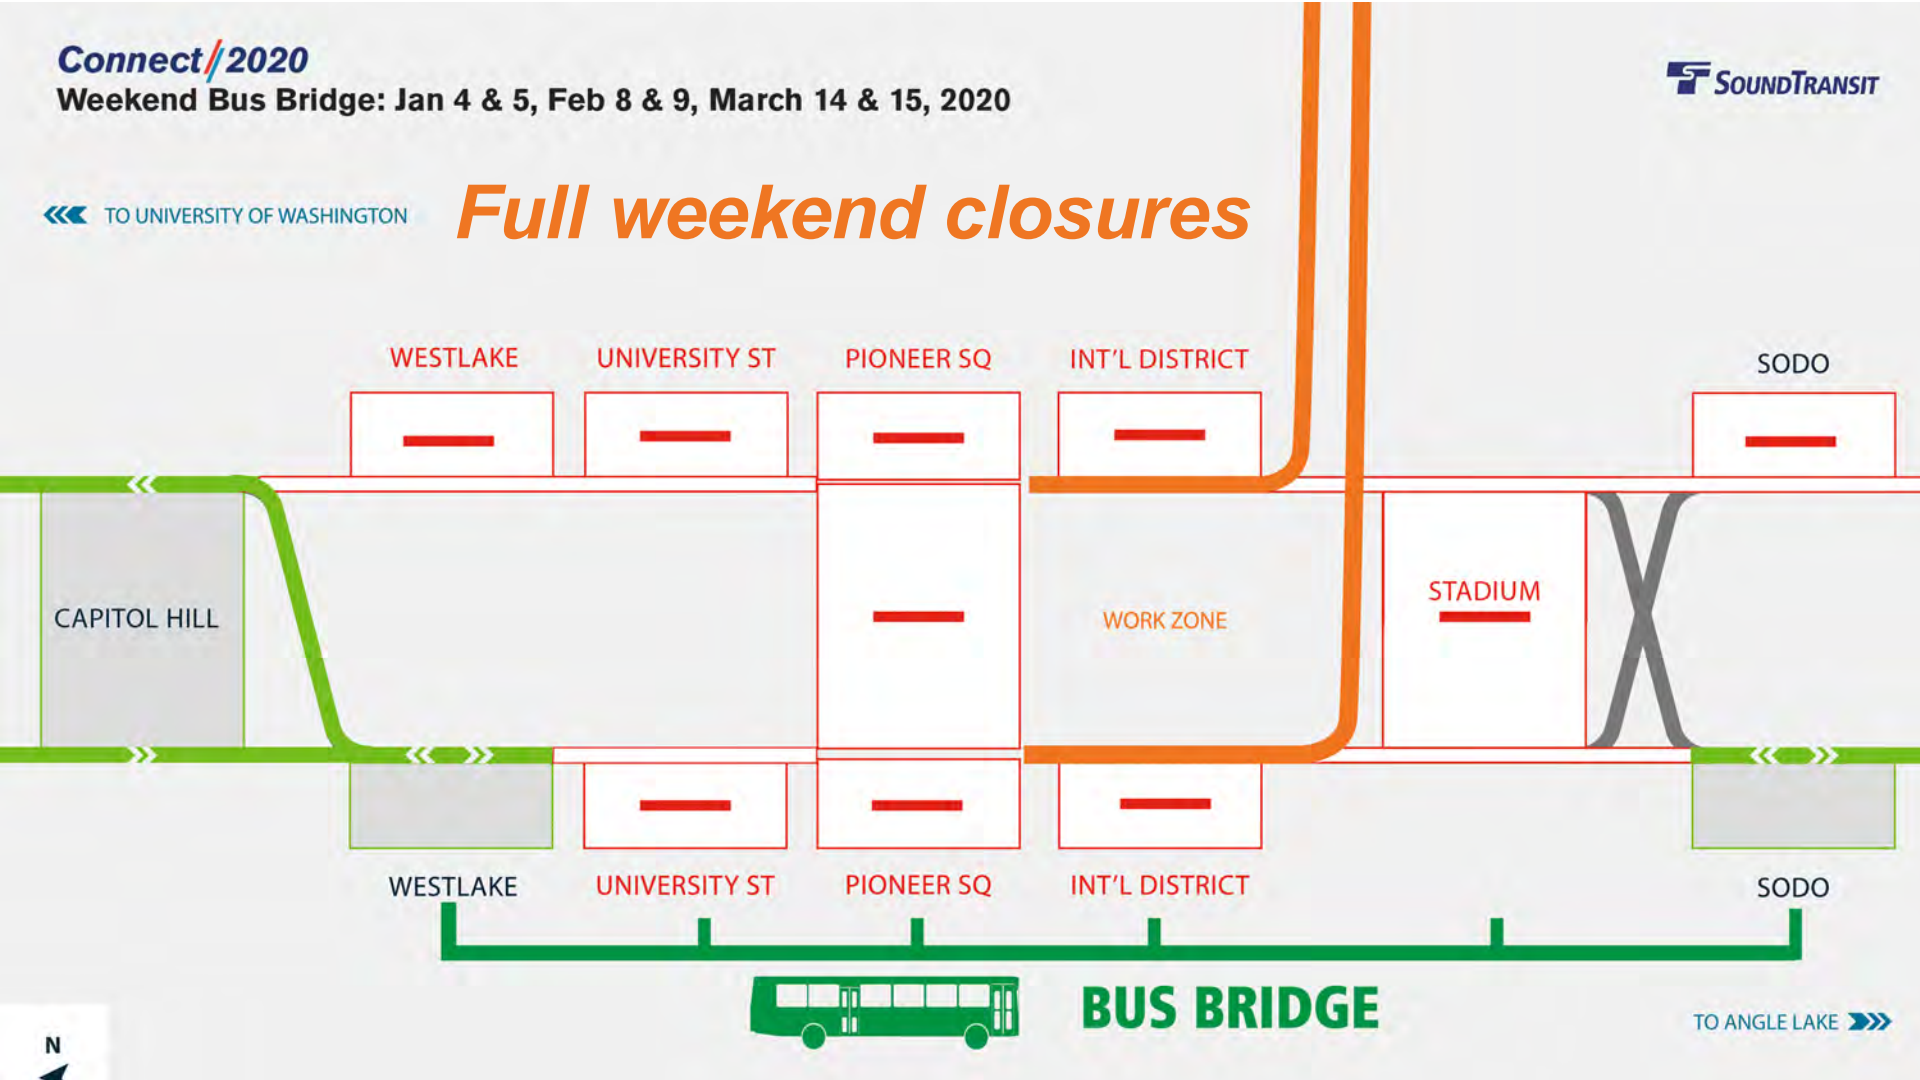 Connect//2020
Weekend Bus Bridge: Jan 4 & 5, Feb 8 & 9, March 14 & 15, 2020
SOUNDTRANSIT
TO UNIVERSITY OF WASHINGTON
Full weekend closures
WESTLAKE
UNIVERSITY ST
PIONEER SQ
INT'L DISTRICT
SODO
CAPITOL HILL
WORK ZONE
STADIUM
WESTLAKE
UNIVERSITY ST
PIONEER SQ
INT'L DISTRICT
SODO
BUS BRIDGE
TO ANGLE LAKE
N